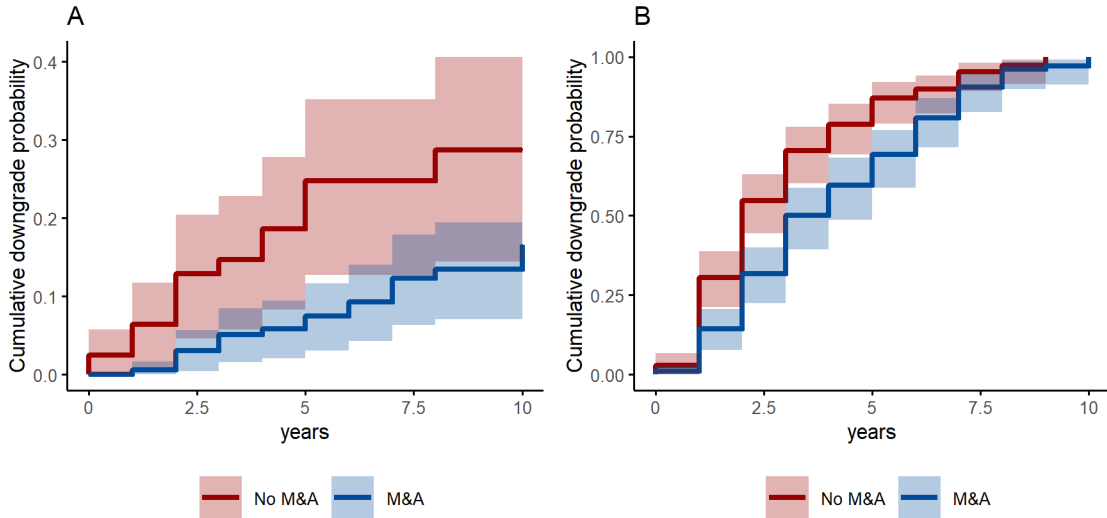 A
Cumulative downgrade probability
0.4
0.3
0.2
0.1
0.0
0 2.5 5 7.5 10
years
No M&A M&A
B
Cumulative downgrade probability
1.00
0.75
0.50
0.25
0.00
0 2.5 5 7.5 10
years
No M&A M&A